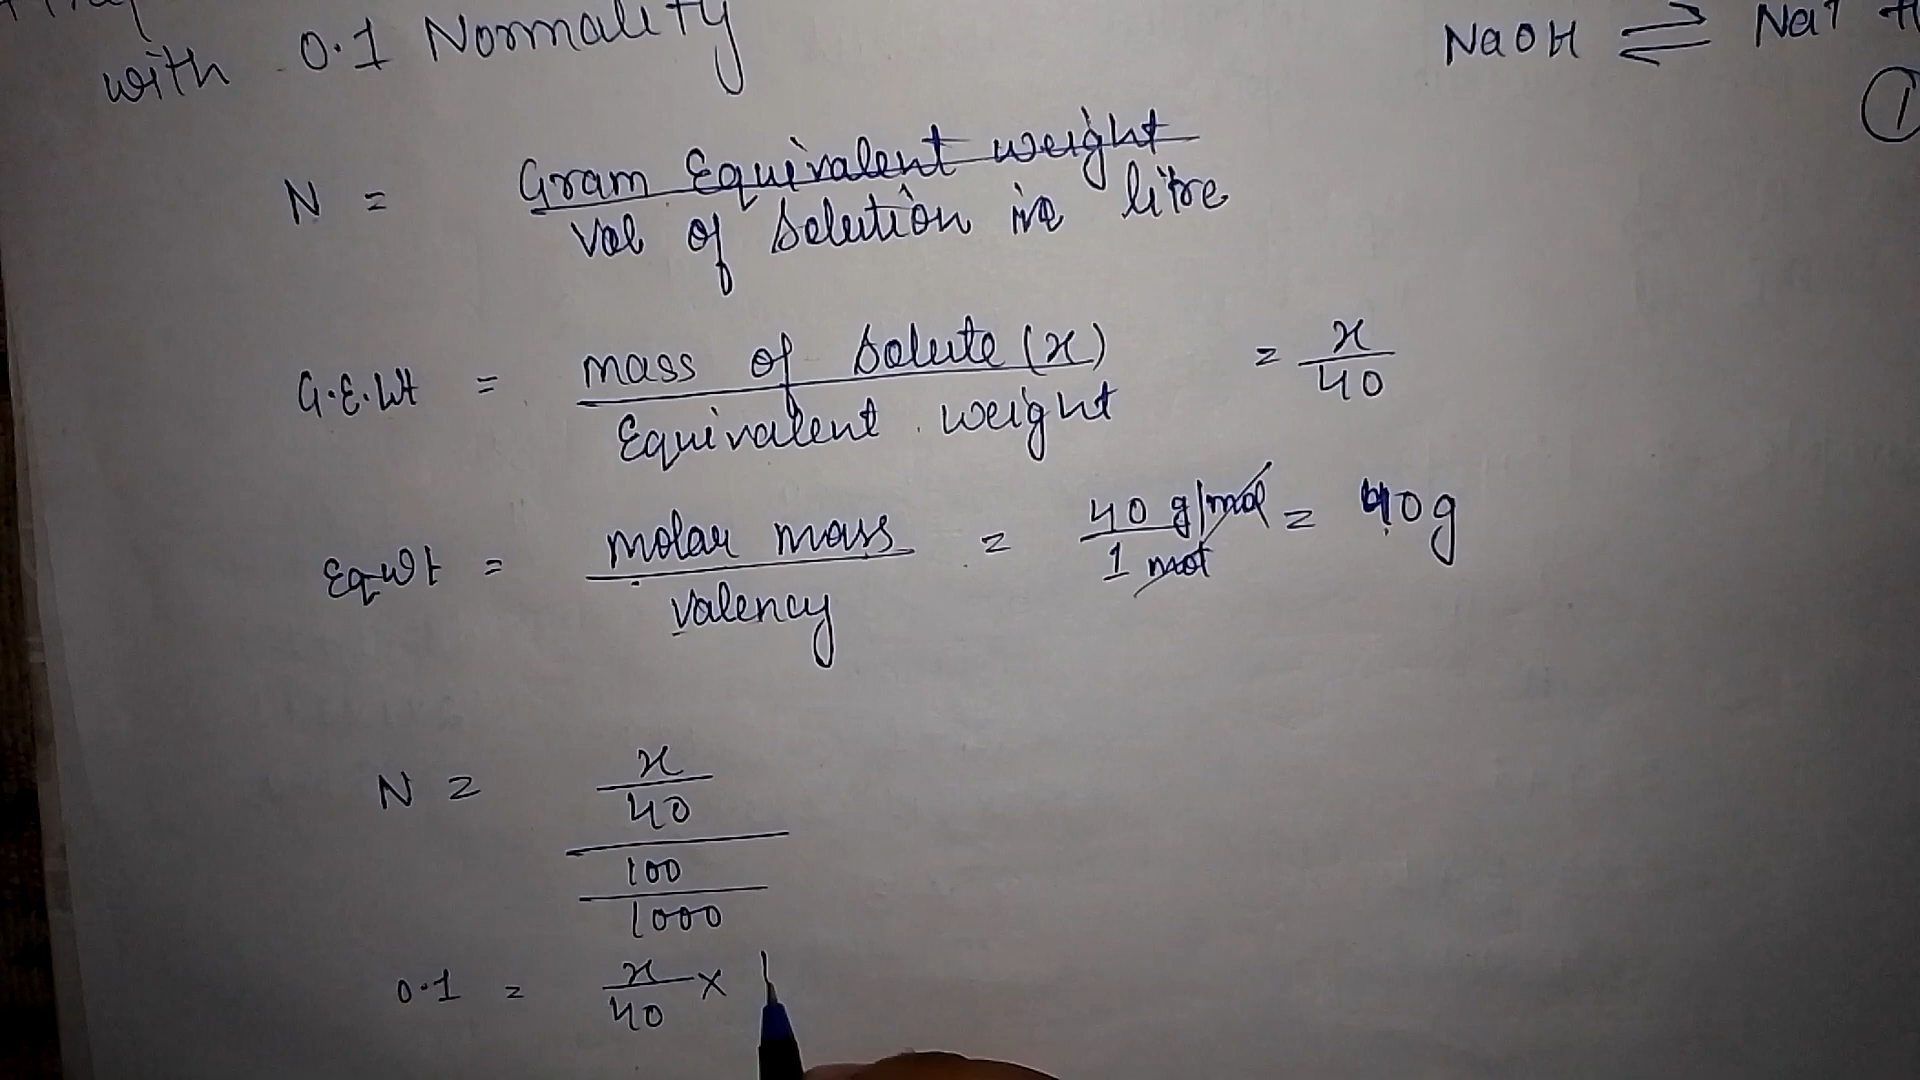 with 0.1 Normality
NaOH ⇌ Na+ +
1
N = Gram Equivalent weight
Vol of Solution in litre
G.E.Wt = mass of Solute (x) = x
Equivalent weight 40
Eq Wt = molar mass = 40 g/mol = 40g
valency 1 mol
N = x
40
100
1000
0.1 = x ×
40